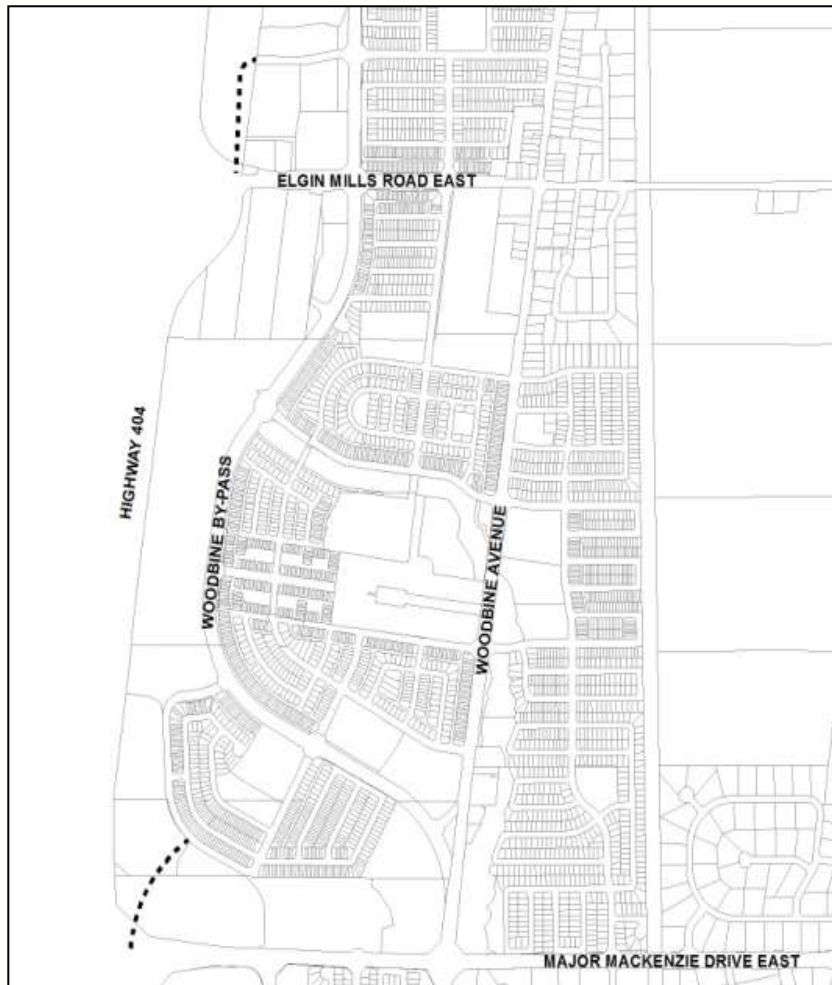 ELGIN MILLS ROAD EAST
HIGHWAY 404
WOODBINE BY-PASS
WOODBINE AVENUE
MAJOR MACKENZIE DRIVE EAST